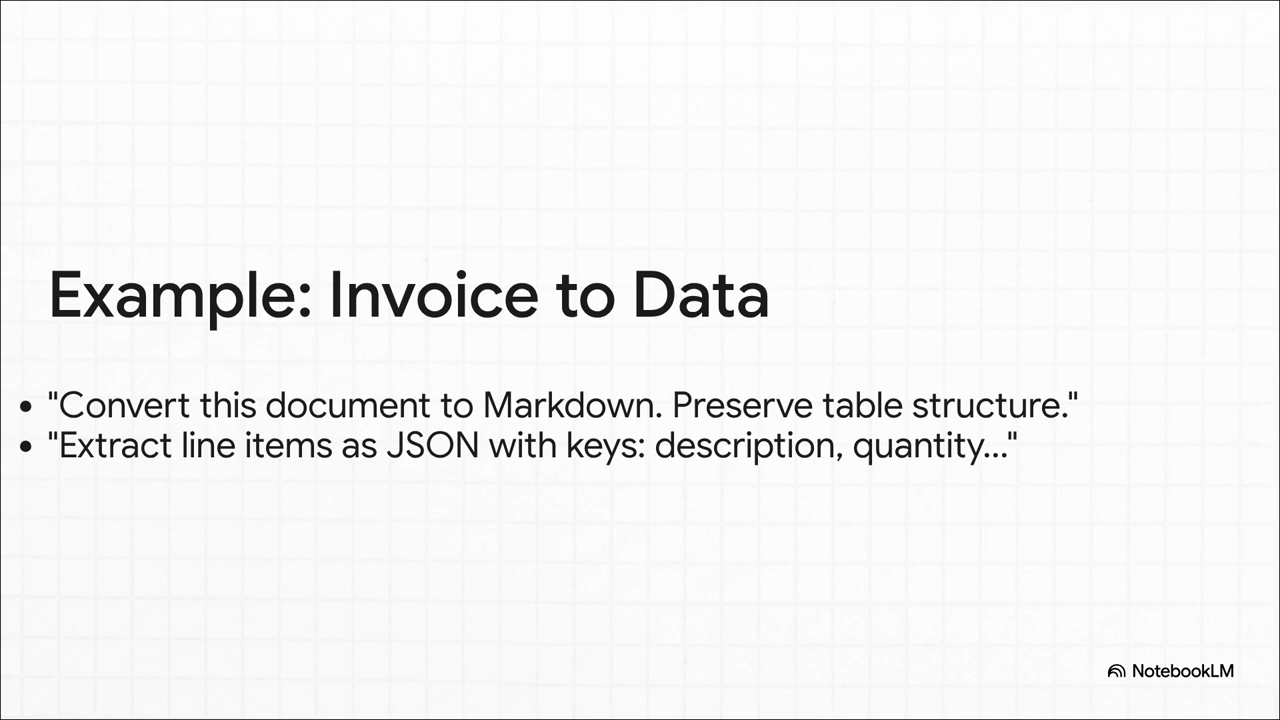 Example: Invoice to Data
• "Convert this document to Markdown. Preserve table structure."
• "Extract line items as JSON with keys: description, quantity..."
NotebookLM